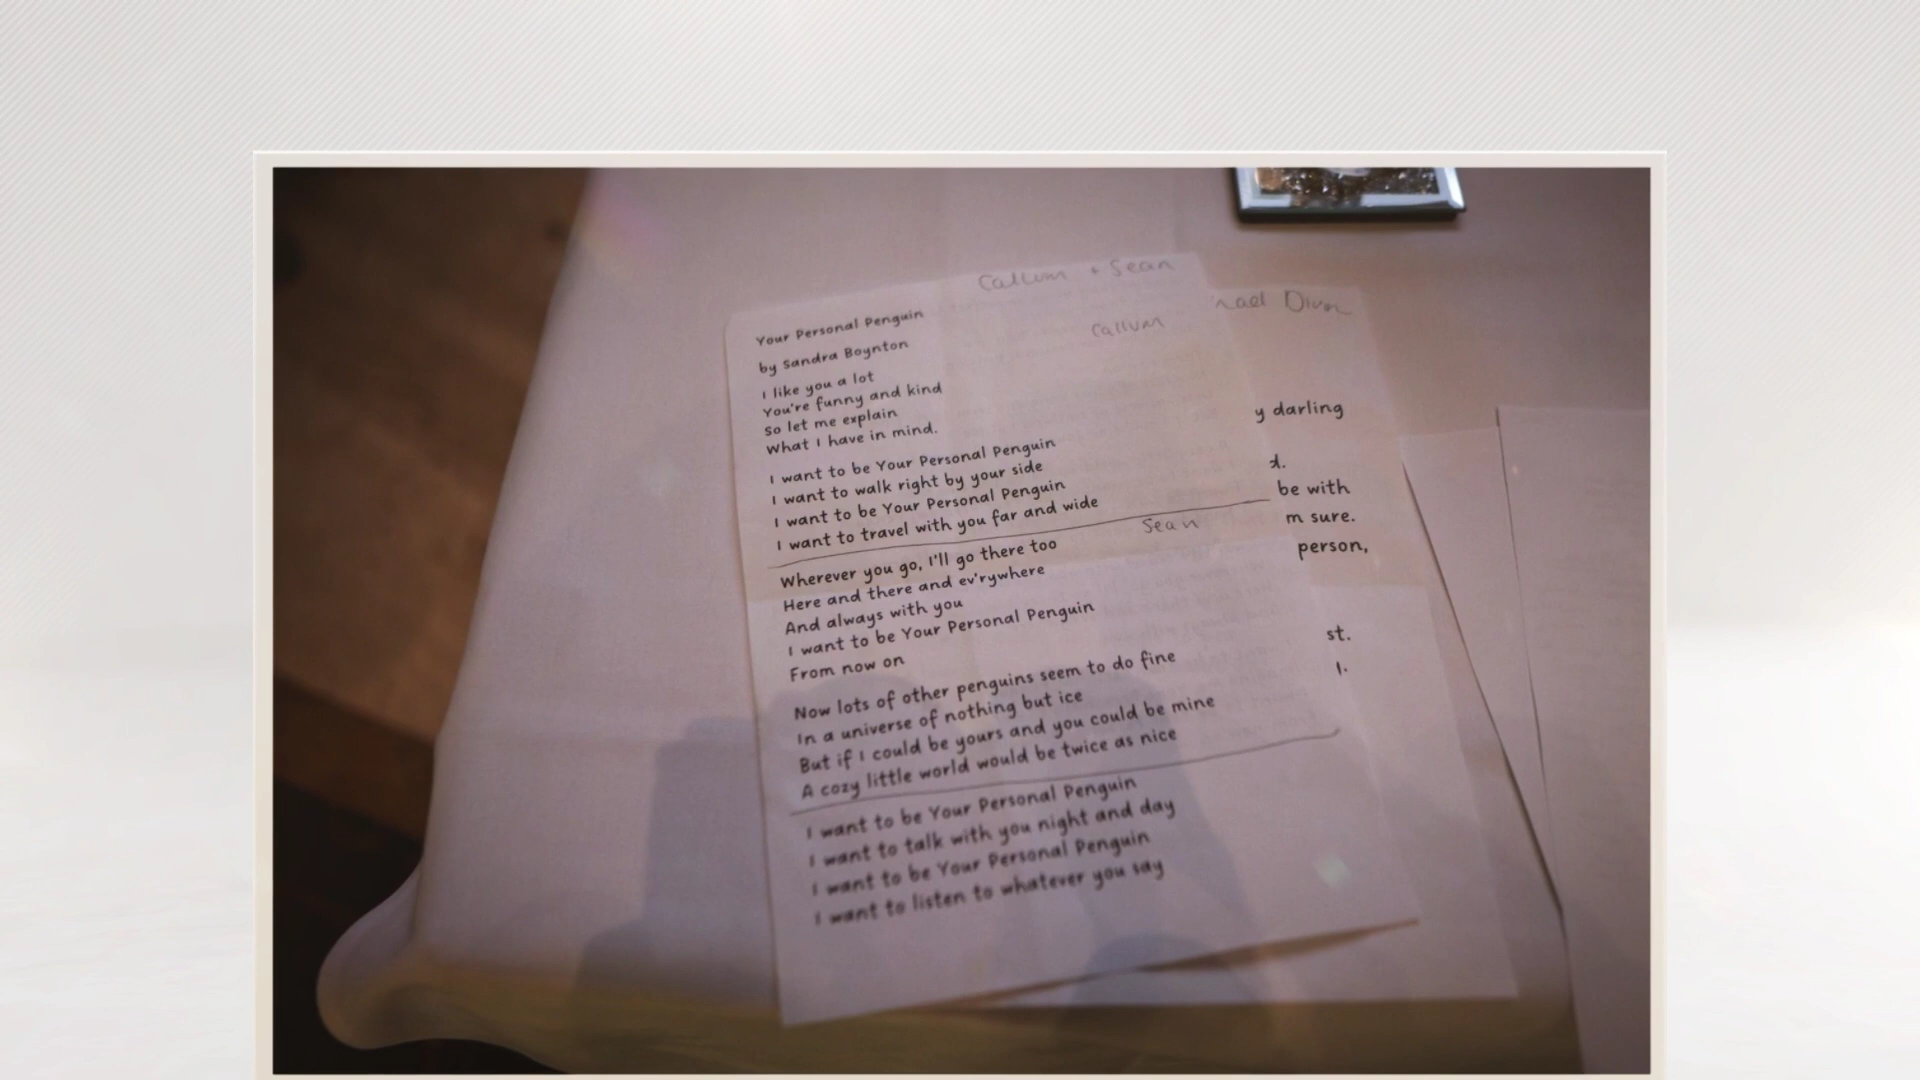 Callum + Sean
Your Personal Penguin
Callum
by Sandra Boynton
I like you a lot
You're funny and kind
So let me explain
What I have in mind.
I want to be Your Personal Penguin
I want to walk right by your side
I want to be Your Personal Penguin
I want to travel with you far and wide
Sean
Wherever you go, I'll go there too
Here and there and ev'rywhere
And always with you
I want to be Your Personal Penguin
From now on
Now lots of other penguins seem to do fine
In a universe of nothing but ice
But if I could be yours and you could be mine
A cozy little world would be twice as nice
I want to be Your Personal Penguin
I want to talk with you night and day
I want to be Your Personal Penguin
I want to listen to whatever you say
y darling
d.
be with
m sure.
person,
st.
l.